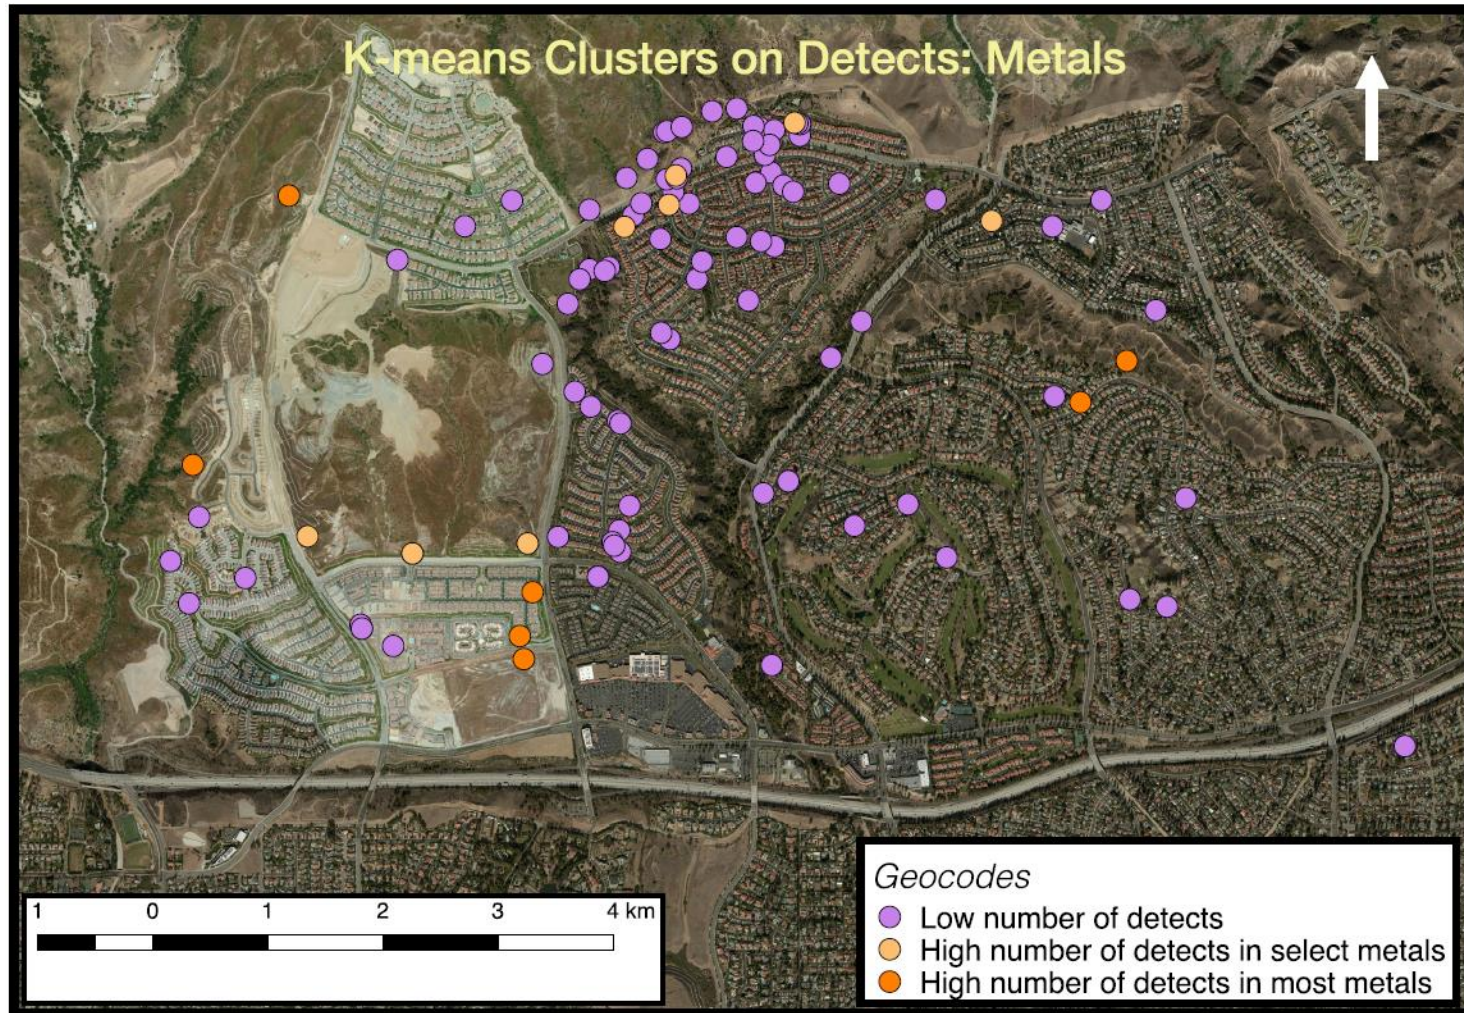 K-means Clusters on Detects: Metals
1 0 1 2 3 4 km
Geocodes
Low number of detects
High number of detects in select metals
High number of detects in most metals